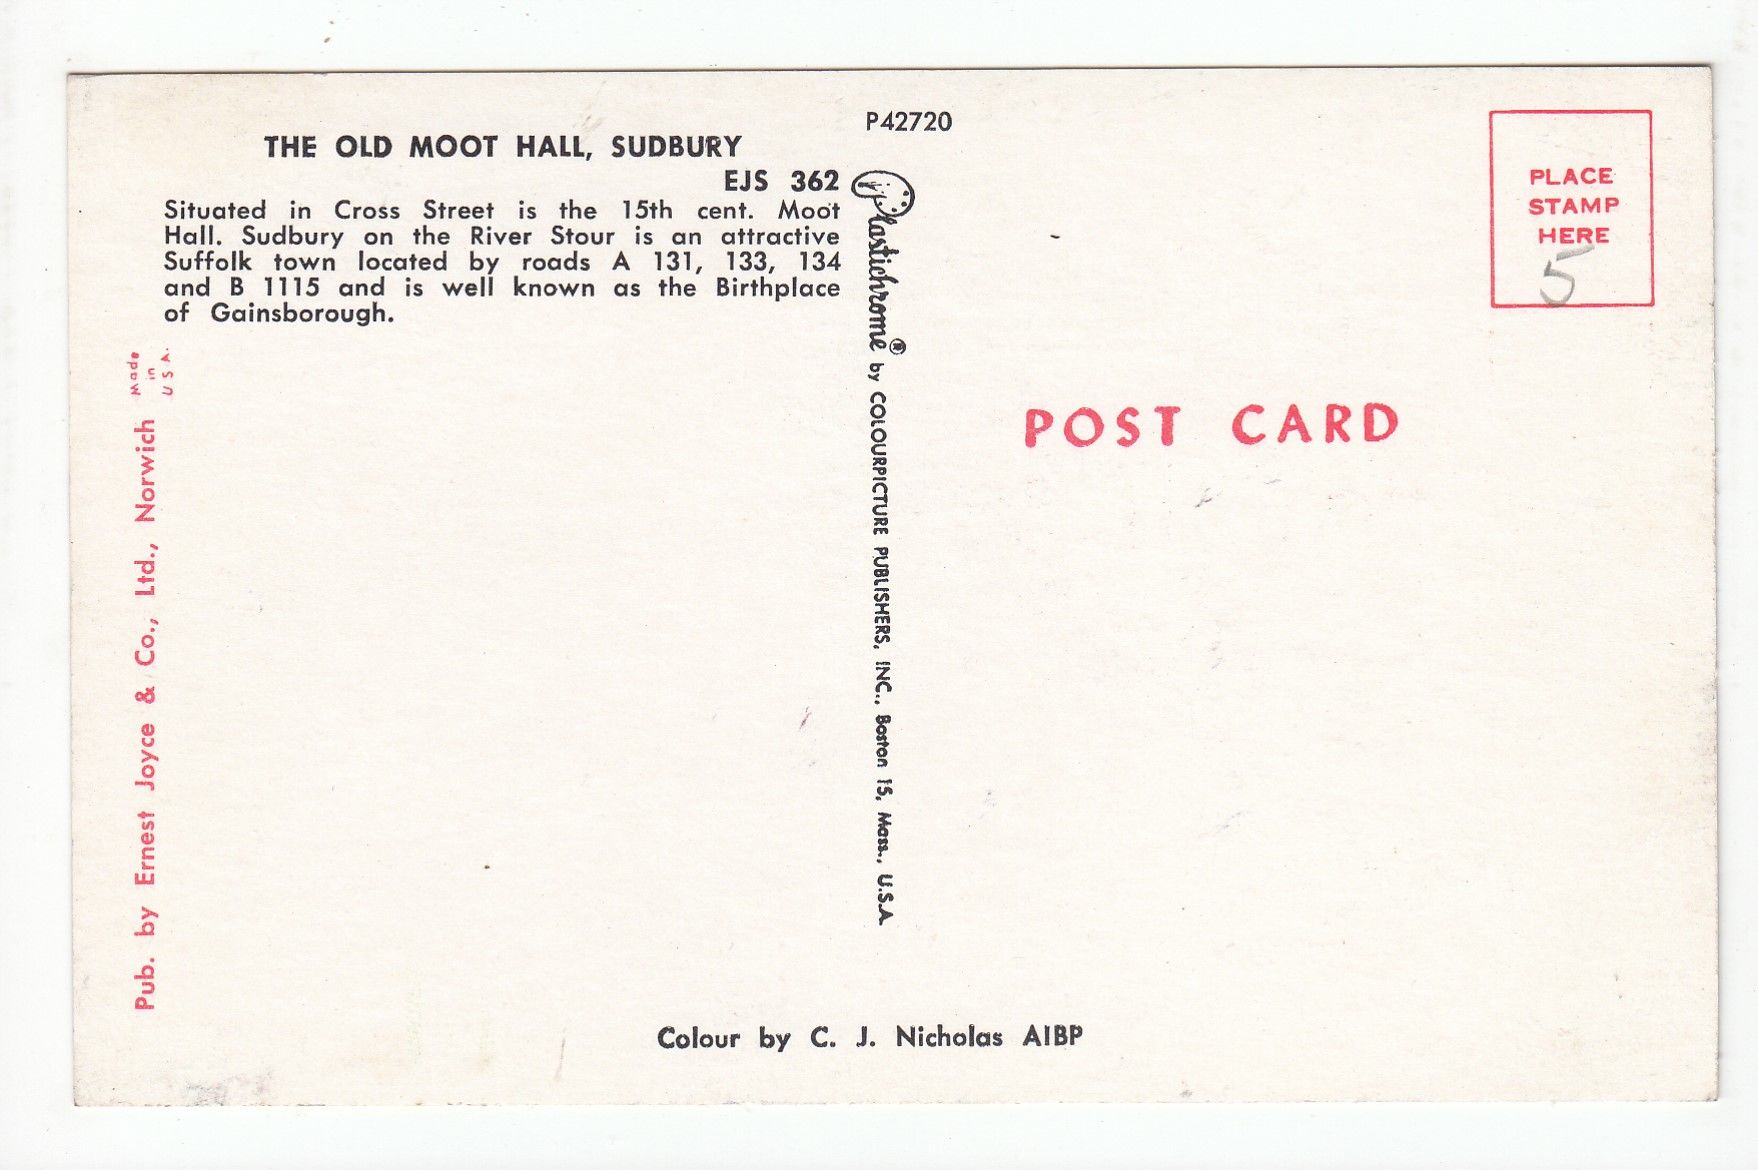 P42720
THE OLD MOOT HALL, SUDBURY
EJS 362
Situated in Cross Street is the 15th cent. Moot
Hall. Sudbury on the River Stour is an attractive
Suffolk town located by roads A 131, 133, 134
and B 1115 and is well known as the Birthplace
of Gainsborough.
Pub. by Ernest Joyce & Co., Ltd., Norwich
Made
in
U S A.
Plastichrome® by COLOURPICTURE PUBLISHERS, INC., Boston 15, Mass., U.S.A
PLACE
STAMP
HERE
5
POST CARD
Colour by C. J. Nicholas AIBP